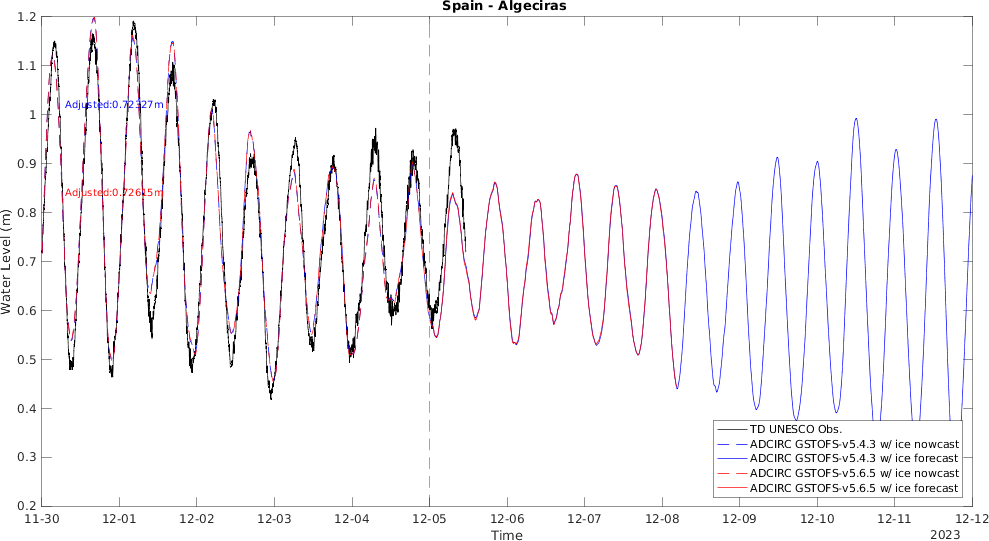 Spain - Algeciras
1.2
1.1
1
0.9
0.8
0.7
0.6
0.5
0.4
0.3
0.2
Water Level (m)
Adjusted:0.72327m
Adjusted:0.72615m
TD UNESCO Obs.
ADCIRC GSTOFS-v5.4.3 w/ ice nowcast
ADCIRC GSTOFS-v5.4.3 w/ ice forecast
ADCIRC GSTOFS-v5.6.5 w/ ice nowcast
ADCIRC GSTOFS-v5.6.5 w/ ice forecast
11-30 12-01 12-02 12-03 12-04 12-05 12-06 12-07 12-08 12-09 12-10 12-11 12-12
Time
2023